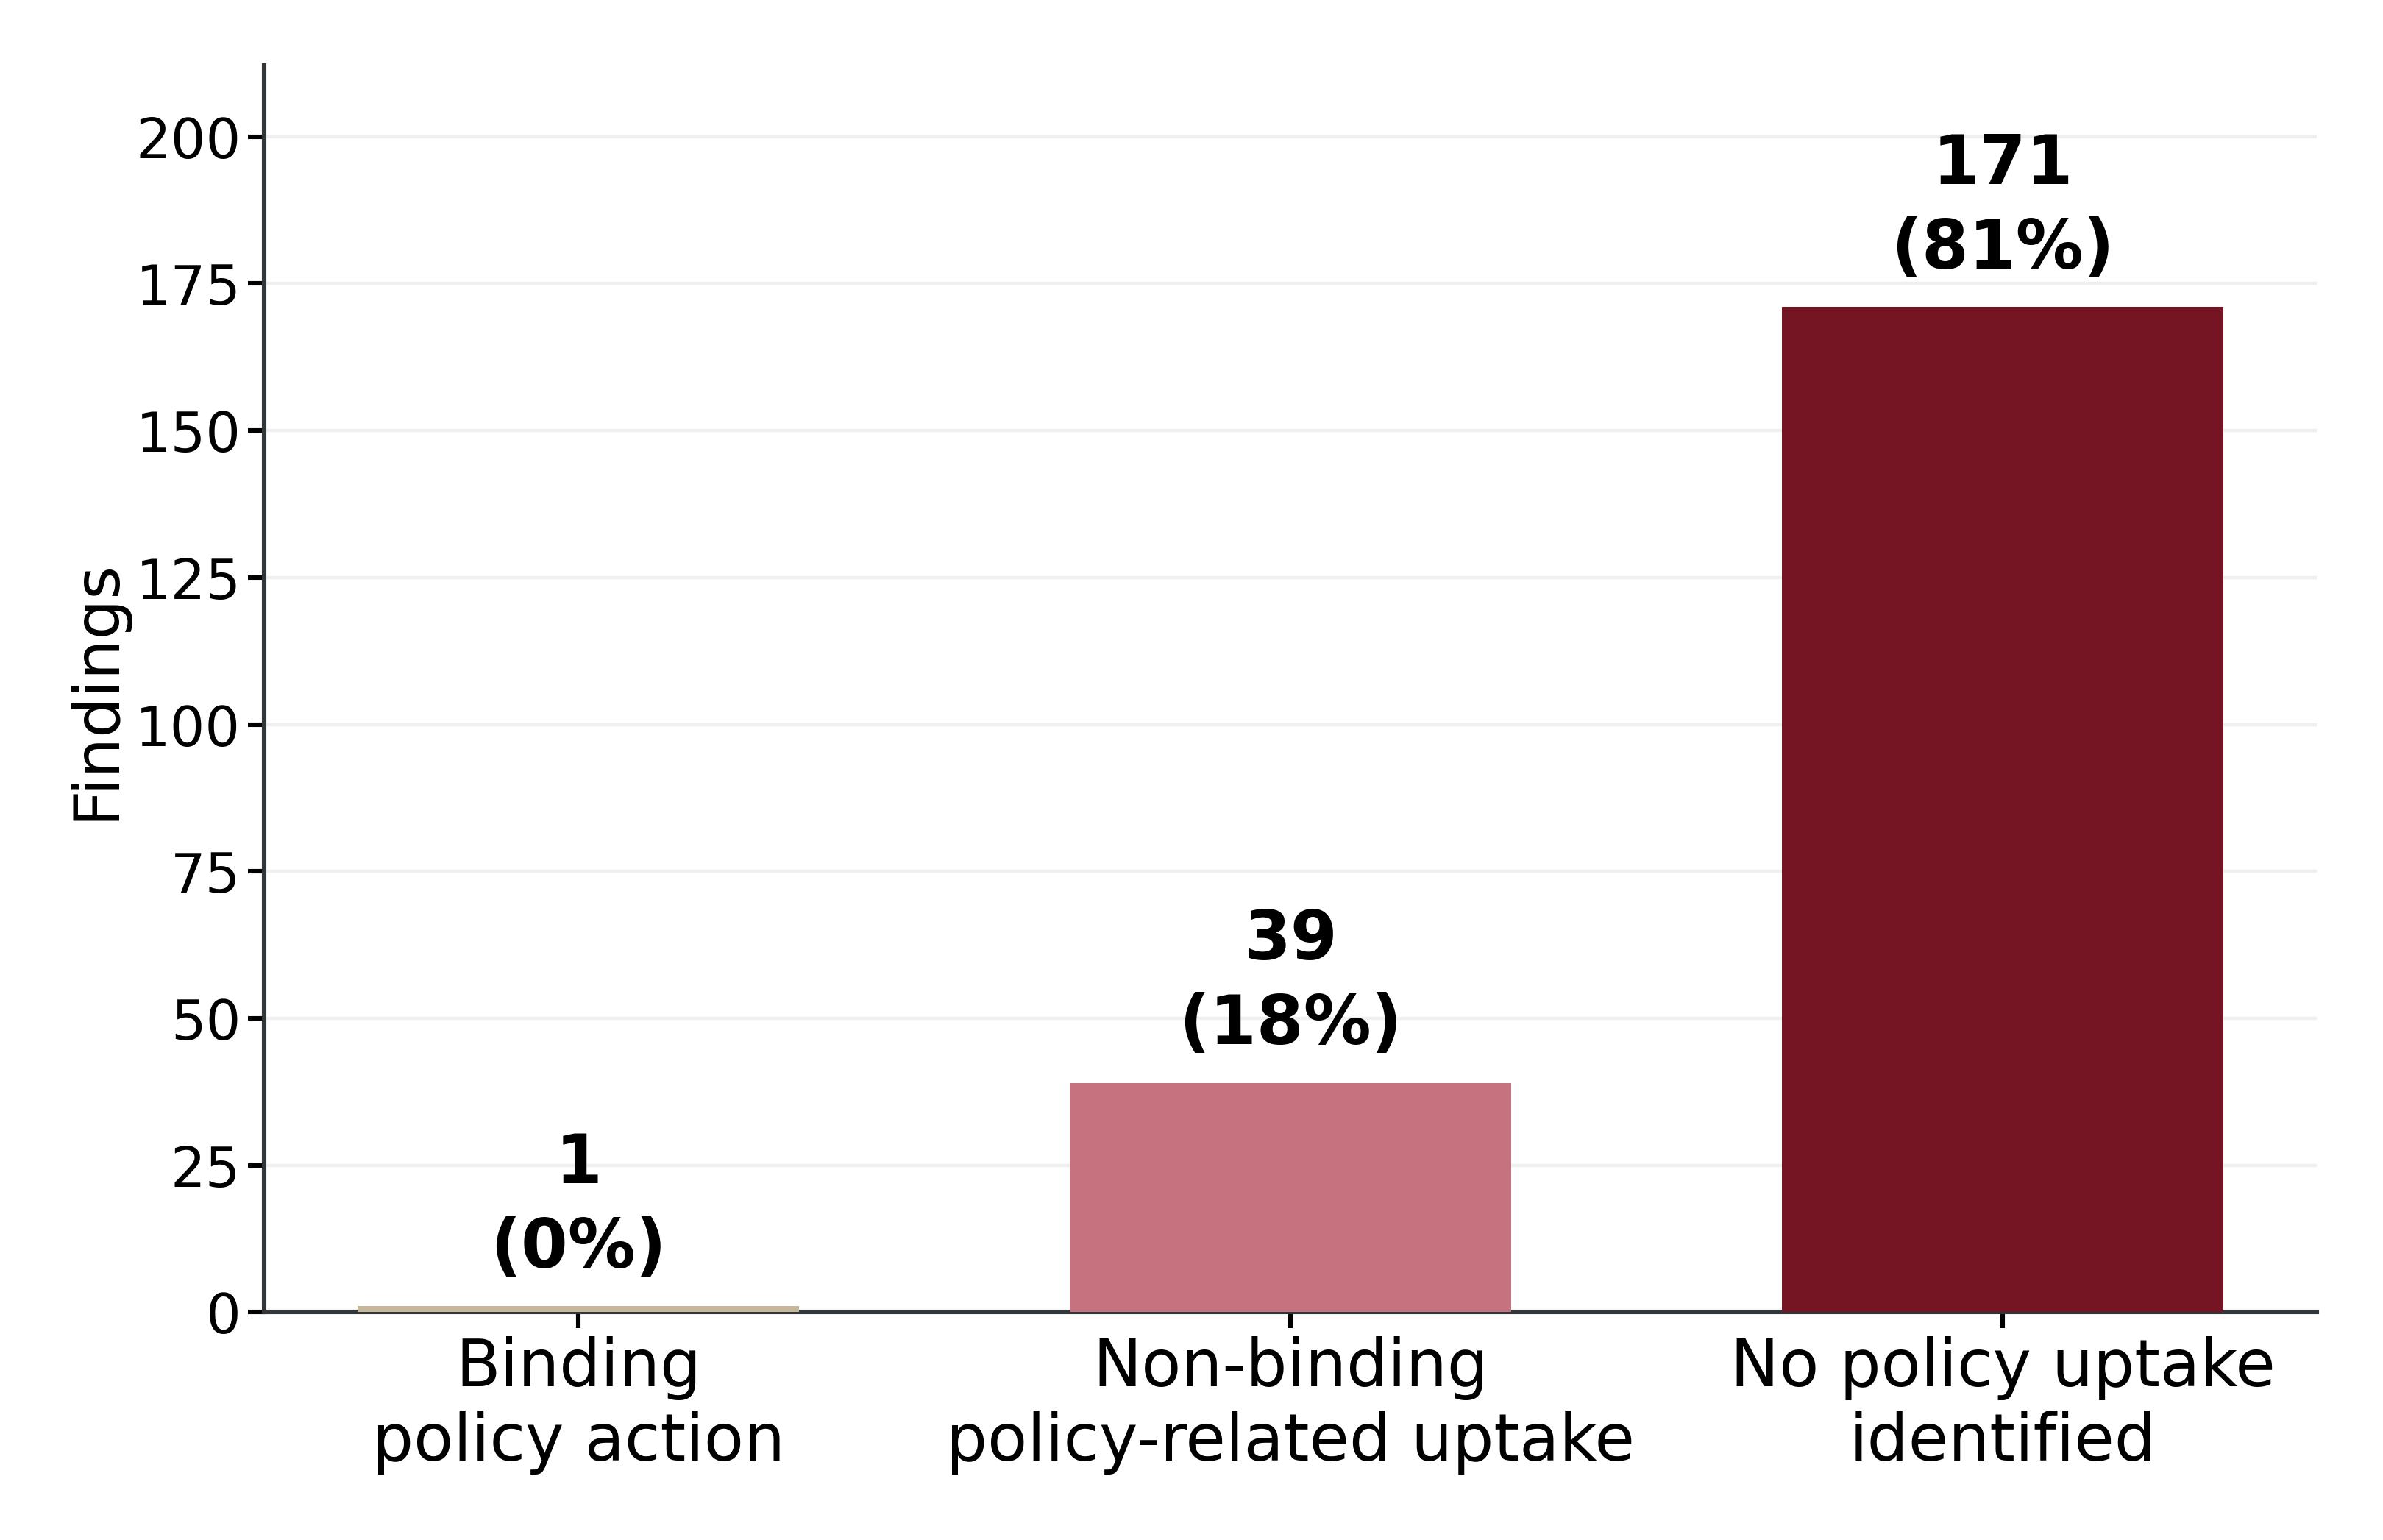 Findings
200
175
150
125
100
75
50
25
0
1
(0%)
39
(18%)
171
(81%)
Binding
policy action
Non-binding
policy-related uptake
No policy uptake
identified